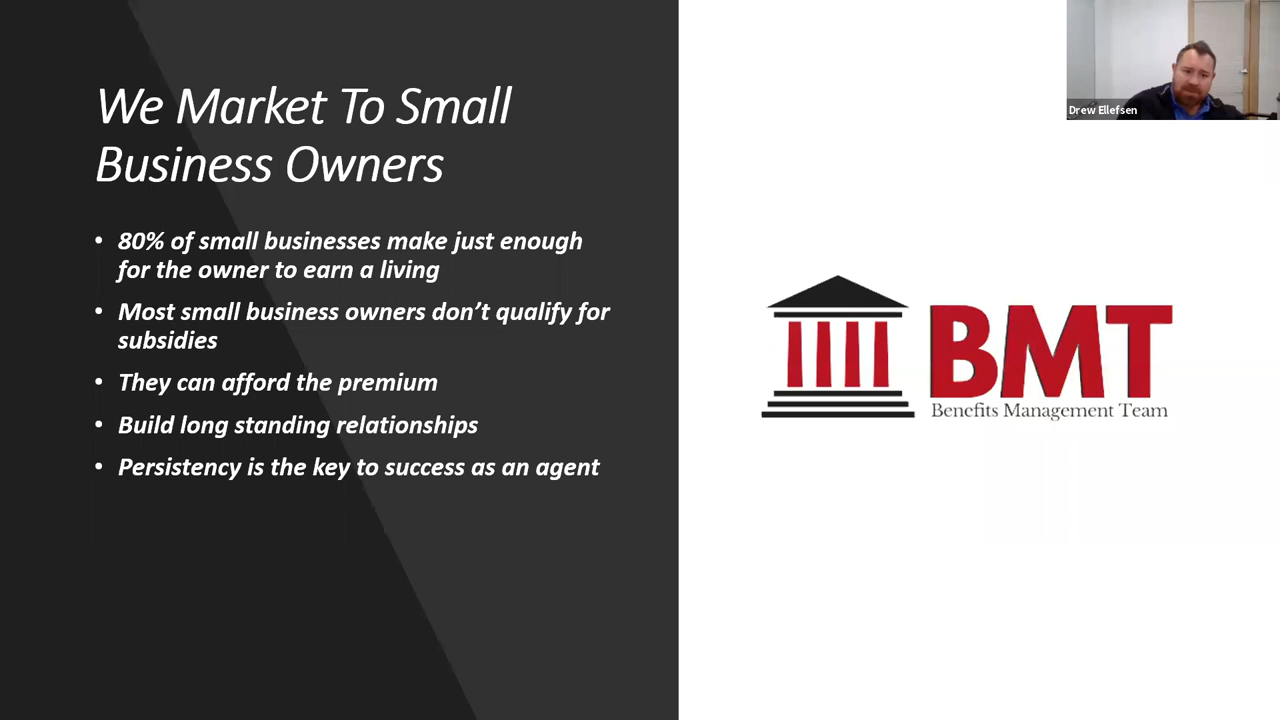 We Market To Small
Business Owners
• 80% of small businesses make just enough
for the owner to earn a living
• Most small business owners don’t qualify for
subsidies
• They can afford the premium
• Build long standing relationships
• Persistency is the key to success as an agent
BMT
Benefits Management Team
Drew Ellefsen